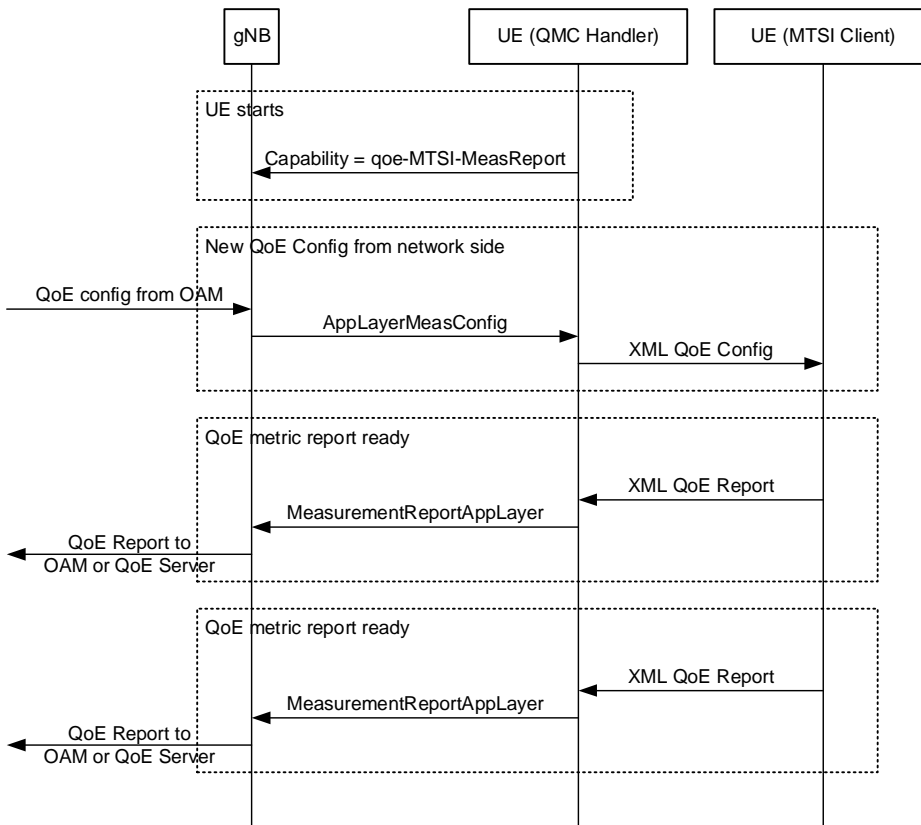 gNB
UE (QMC Handler)
UE (MTSI Client)
UE starts
Capability = qoe-MTSI-MeasReport
New QoE Config from network side
QoE config from OAM
AppLayerMeasConfig
XML QoE Config
QoE metric report ready
XML QoE Report
MeasurementReportAppLayer
QoE Report to
OAM or QoE Server
QoE metric report ready
XML QoE Report
MeasurementReportAppLayer
QoE Report to
OAM or QoE Server